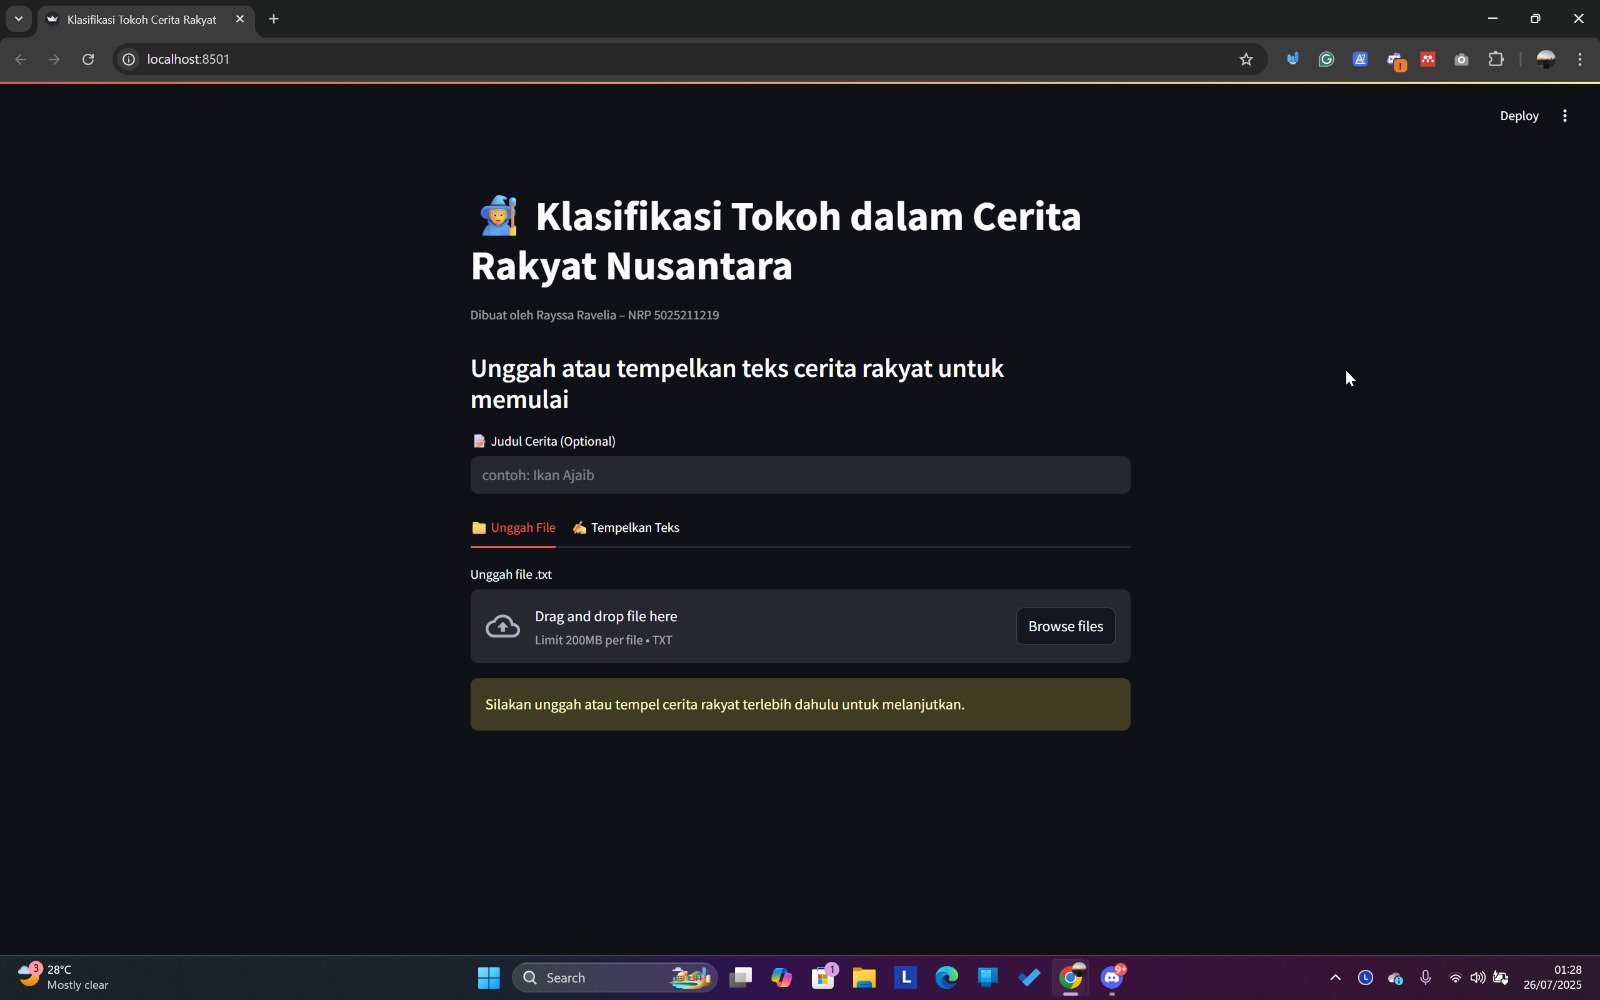 Klasifikasi Tokoh Cerita Rakyat
localhost:8501
Deploy
Klasifikasi Tokoh dalam Cerita
Rakyat Nusantara
Dibuat oleh Rayssa Ravelia – NRP 5025211219
Unggah atau tempelkan teks cerita rakyat untuk
memulai
Judul Cerita (Optional)
contoh: Ikan Ajaib
Unggah File
Tempelkan Teks
Unggah file .txt
Drag and drop file here
Limit 200MB per file • TXT
Browse files
Silakan unggah atau tempel cerita rakyat terlebih dahulu untuk melanjutkan.
3
28°C
Mostly clear
Search
1
L
9+
01:28
26/07/2025